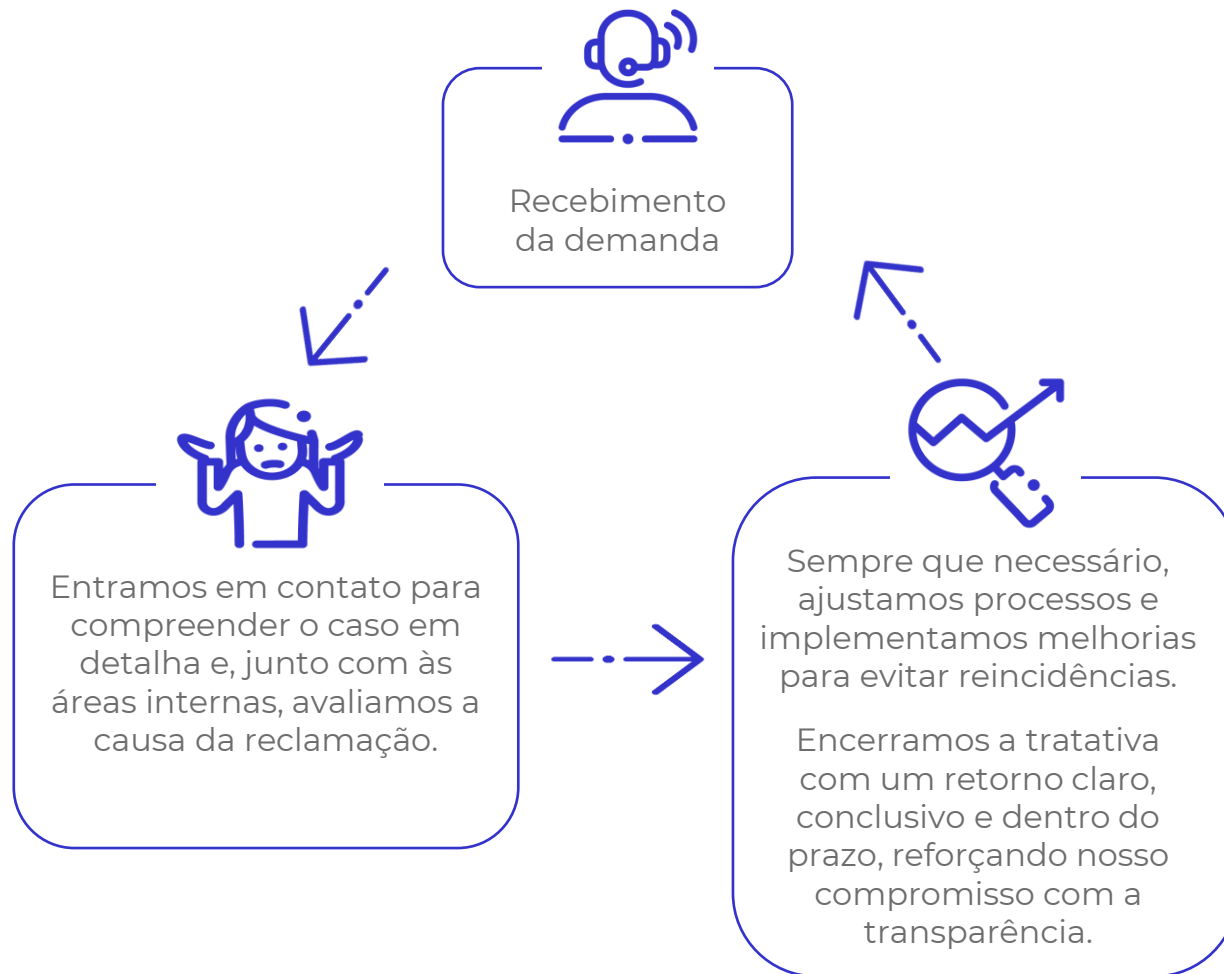 Recebimento
da demanda
Entramos em contato para
compreender o caso em
detalha e, junto com às
áreas internas, avaliamos a
causa da reclamação.
Sempre que necessário,
ajustamos processos e
implementamos melhorias
para evitar reincidências.
Encerramos a tratativa
com um retorno claro,
conclusivo e dentro do
prazo, reforçando nosso
compromisso com a
transparência.